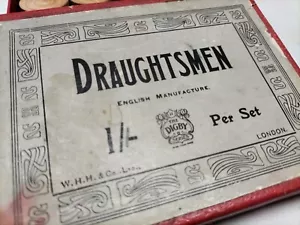 DRAUGHTSMEN
ENGLISH MANUFACTURE.
THE
DIGBY
1/- Per Set
W. H. H. & Co., LTD.,
LONDON.